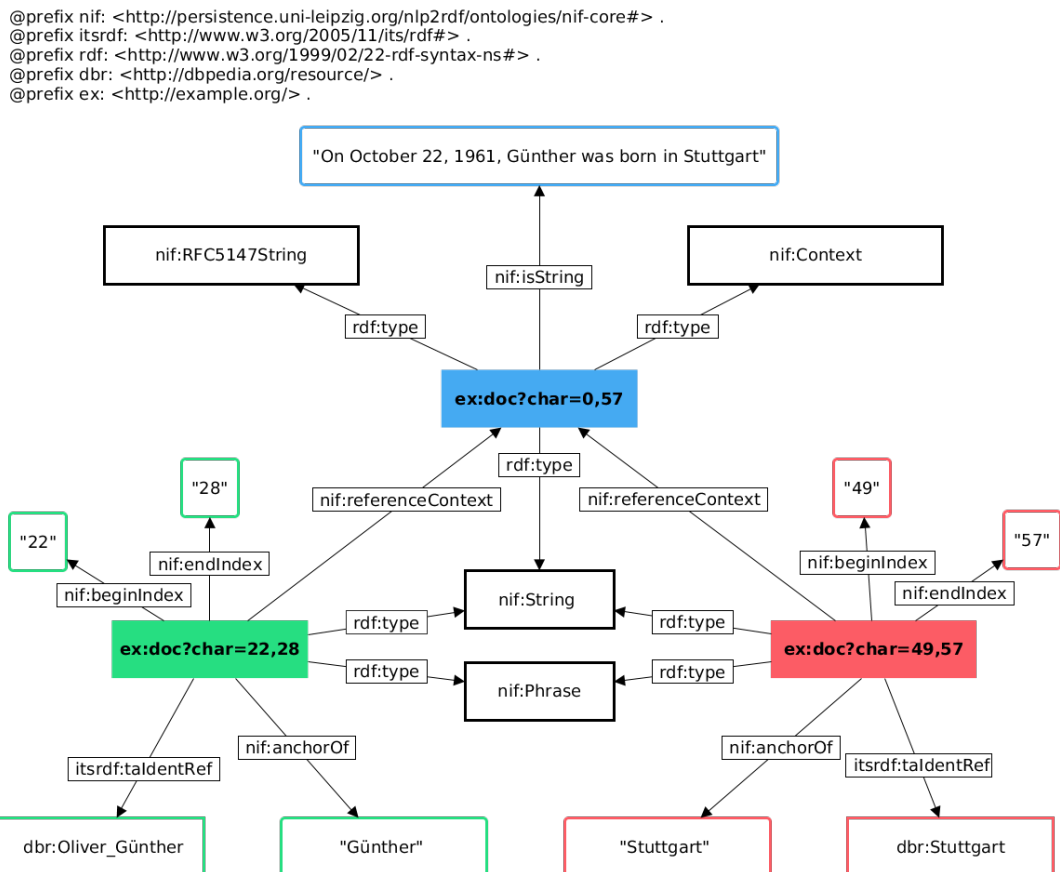 @prefix nif: <http://persistence.uni-leipzig.org/nlp2rdf/ontologies/nif-core#> .
@prefix itsrdf: <http://www.w3.org/2005/11/its/rdf#> .
@prefix rdf: <http://www.w3.org/1999/02/22-rdf-syntax-ns#> .
@prefix dbr: <http://dbpedia.org/resource/> .
@prefix ex: <http://example.org/> .
"On October 22, 1961, Günther was born in Stuttgart"
nif:RFC5147String
nif:Context
nif:isString
rdf:type
rdf:type
ex:doc?char=0,57
rdf:type
"28"
nif:referenceContext
nif:referenceContext
"49"
"22"
"57"
nif:endIndex
nif:beginIndex
nif:beginIndex
nif:endIndex
nif:String
rdf:type
rdf:type
ex:doc?char=22,28
ex:doc?char=49,57
rdf:type
rdf:type
nif:Phrase
nif:anchorOf
nif:anchorOf
itsrdf:taIdentRef
itsrdf:taIdentRef
dbr:Oliver_Günther
"Günther"
"Stuttgart"
dbr:Stuttgart